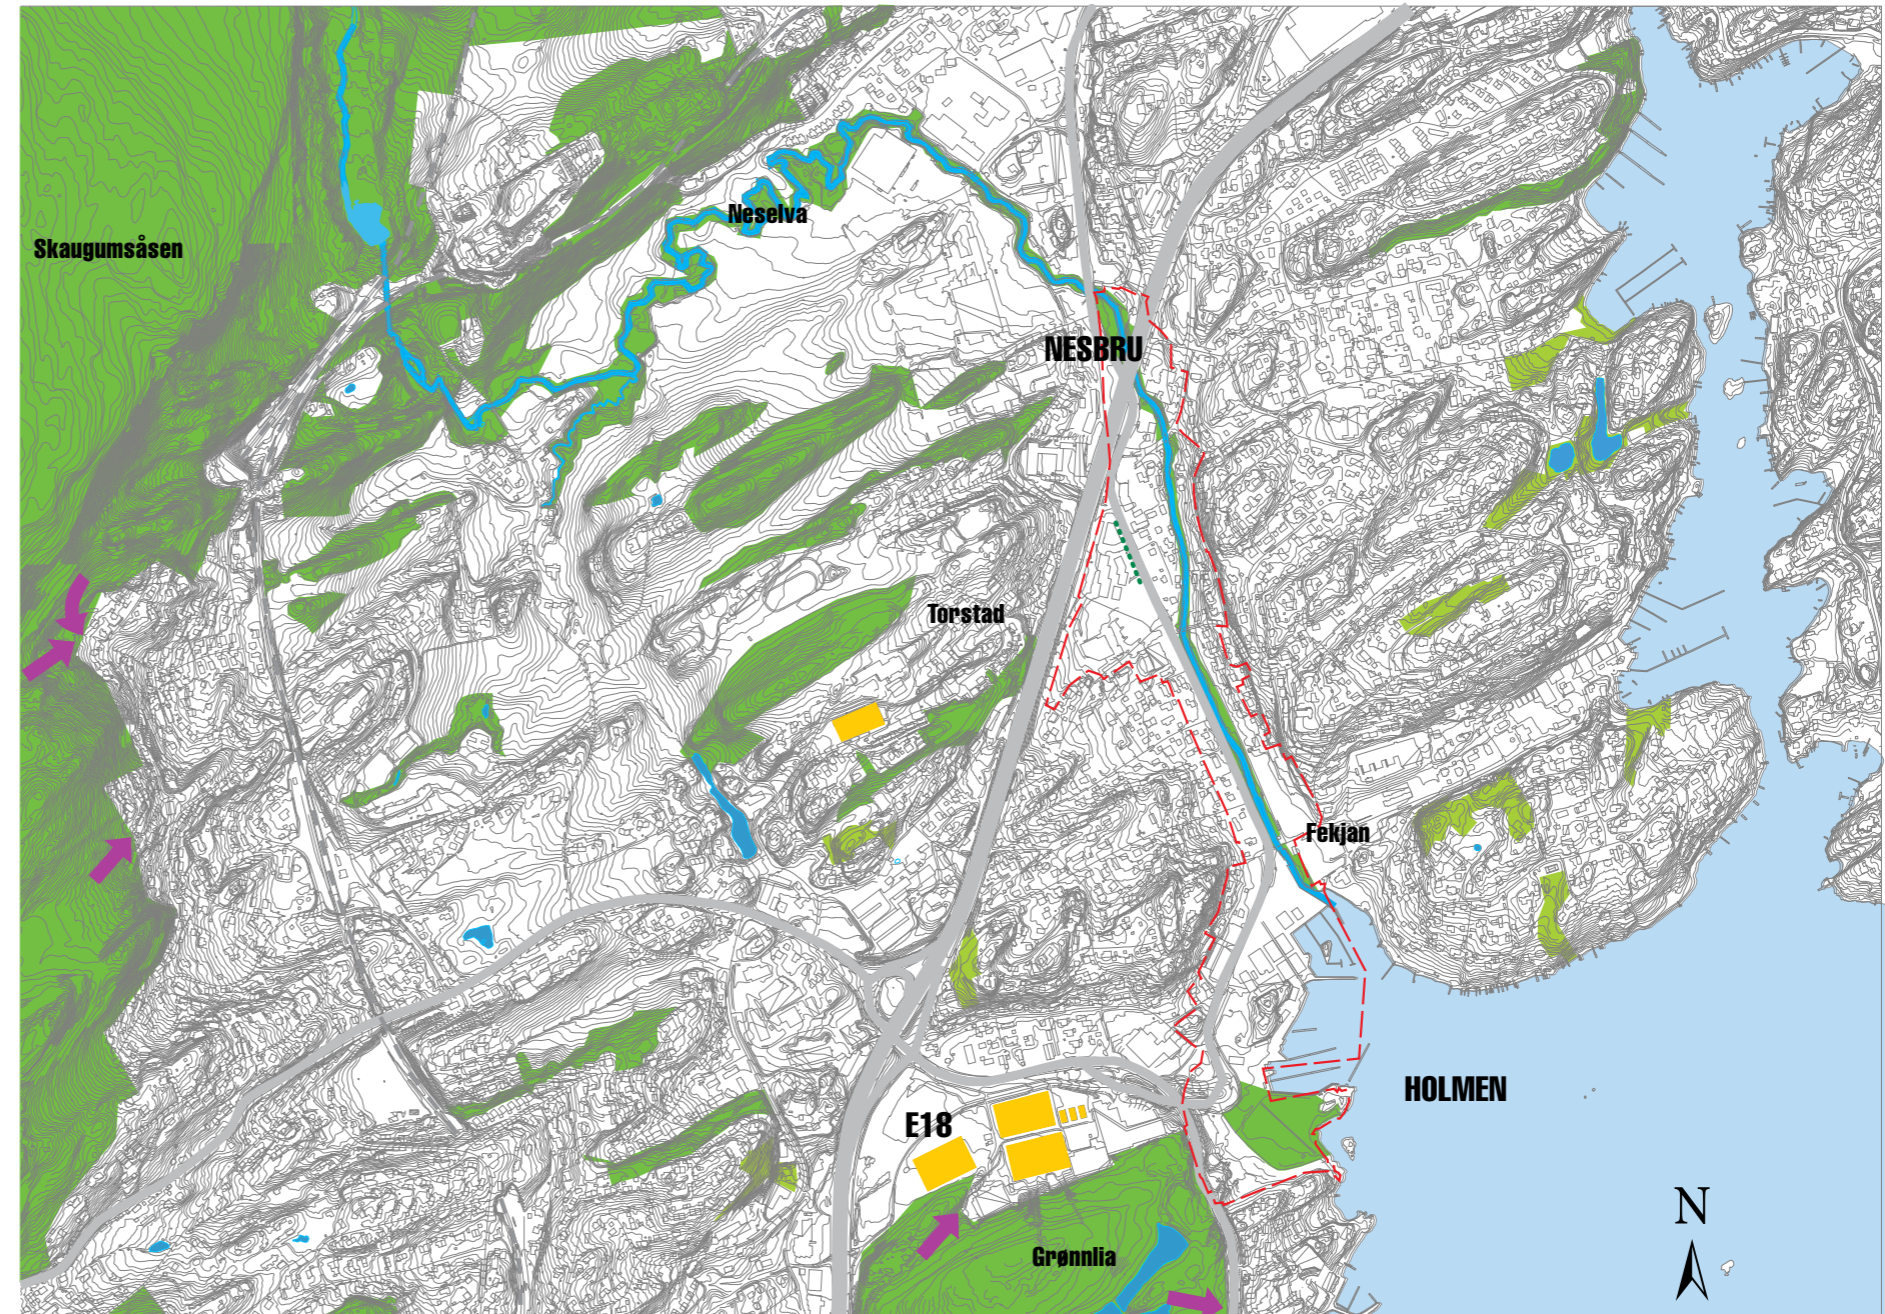 Neselva
Skaugumsåsen
NESBRU
Torstad
Fekjan
HOLMEN
E18
N
Grønnlia